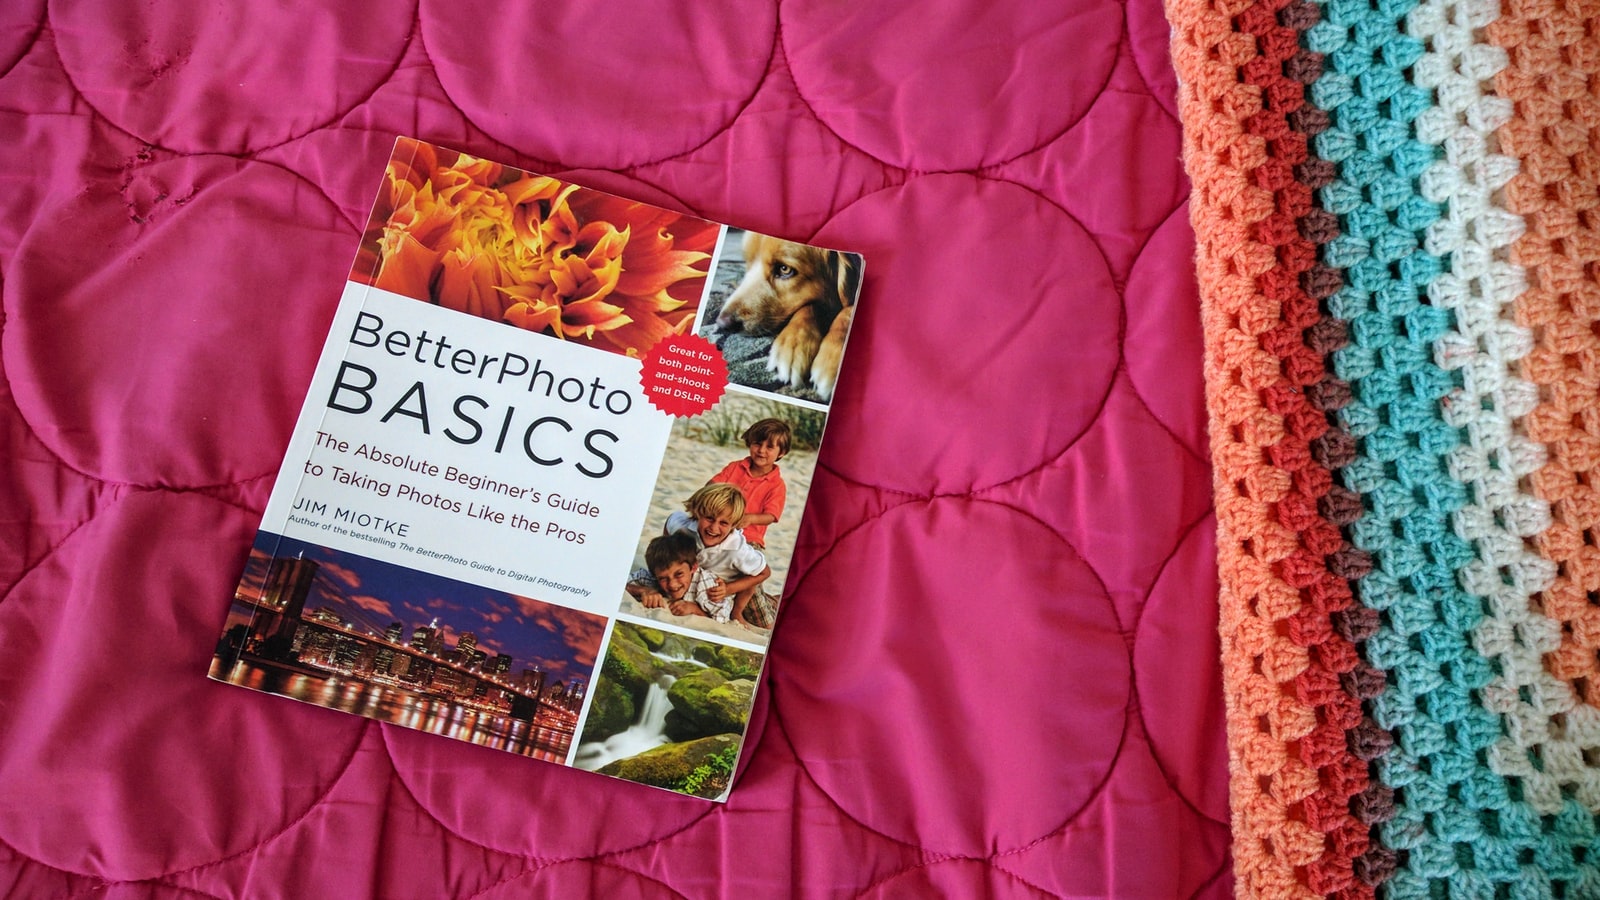 BetterPhoto
BASICS
The Absolute Beginner's Guide
to Taking Photos Like the Pros
JIM MIOTKE
Author of the bestselling The BetterPhoto Guide to Digital Photography
Great for
both point-
and-shoots
and DSLRs